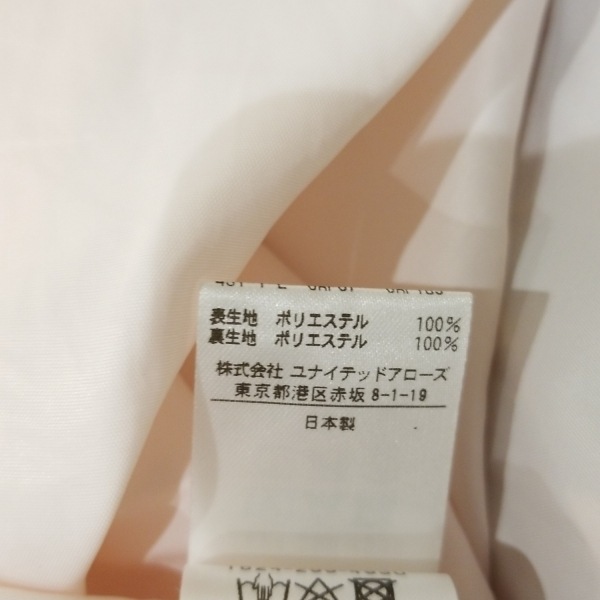 表生地 ポリエステル 100%
裏生地 ポリエステル 100%
株式会社 ユナイテッドアローズ
東京都港区赤坂 8-1-19
日本製